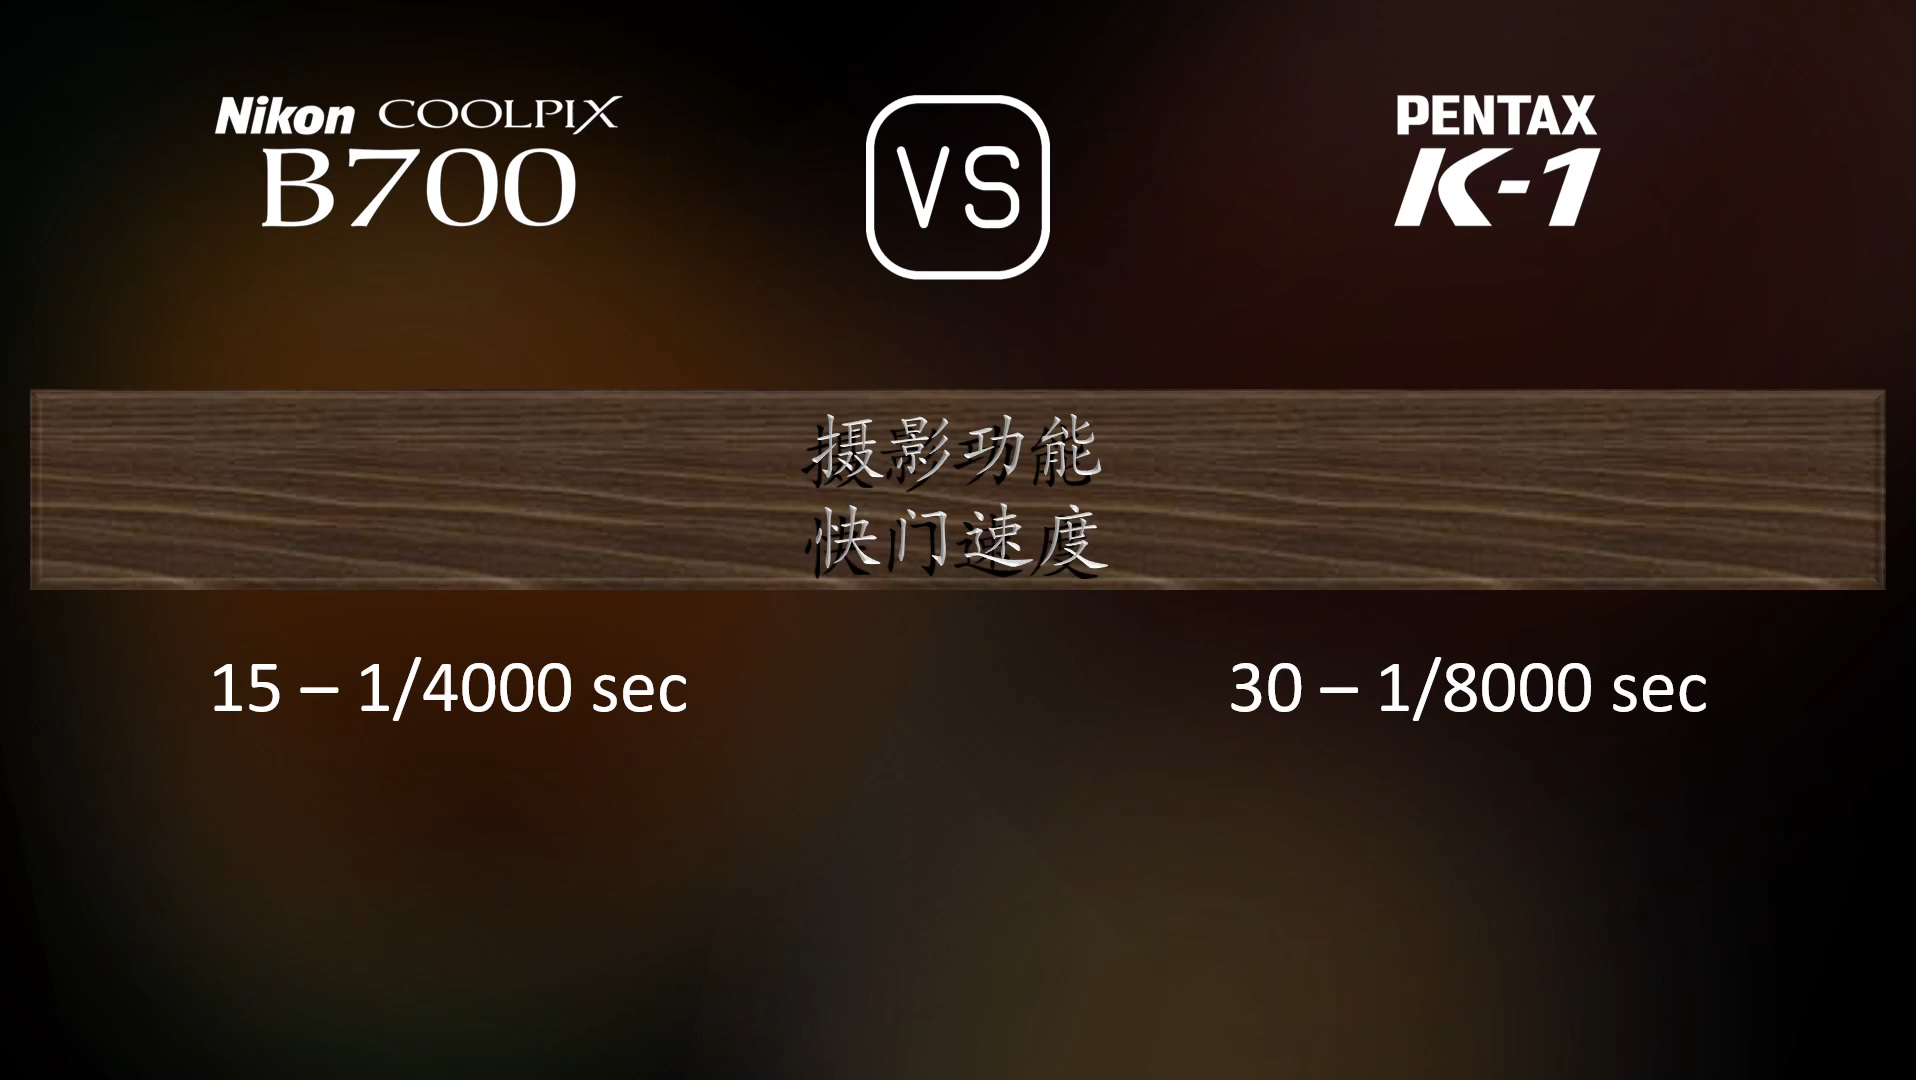 Nikon COOLPIX
B700
VS
PENTAX
K-1
摄影功能
快门速度
15 – 1/4000 sec
30 – 1/8000 sec